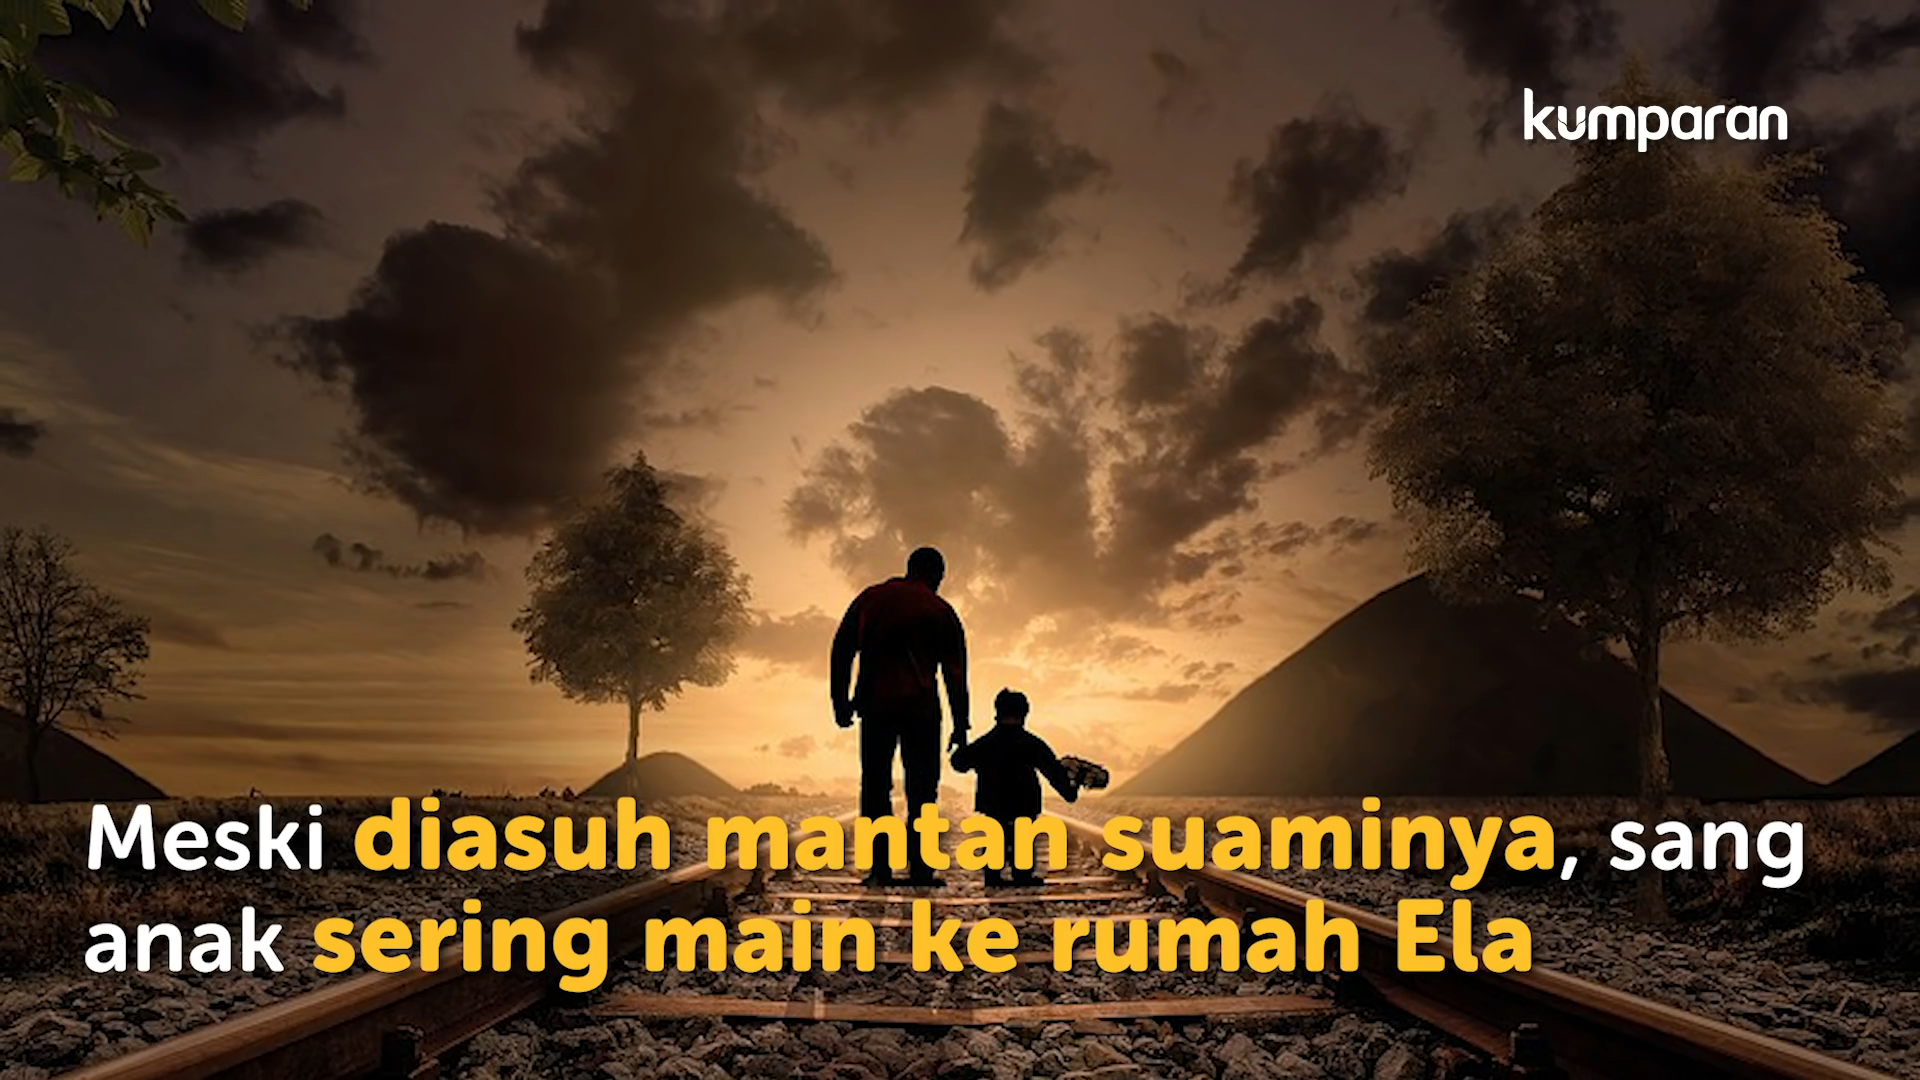 kumparan
Meski diasuh mantan suaminya, sang
anak sering main ke rumah Ela